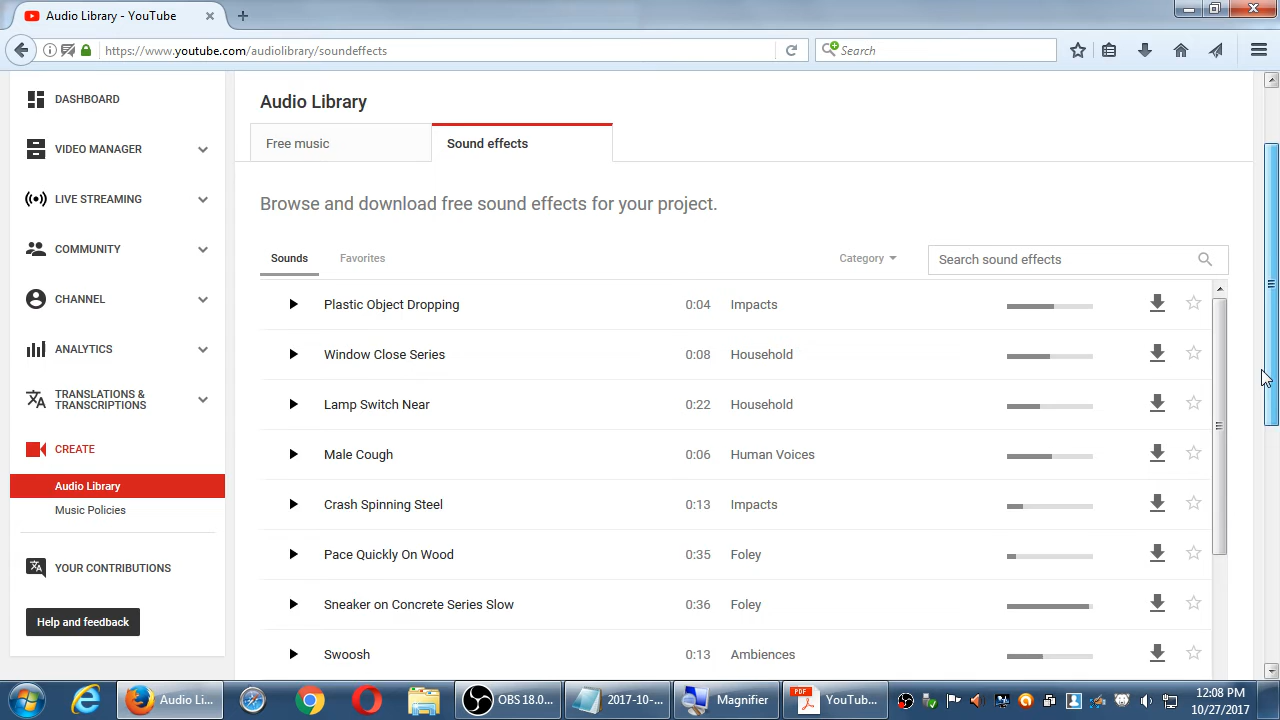 Audio Library - YouTube
https://www.youtube.com/audiolibrary/soundeffects
Search
DASHBOARD
VIDEO MANAGER
LIVE STREAMING
COMMUNITY
CHANNEL
ANALYTICS
TRANSLATIONS &
TRANSCRIPTIONS
CREATE
Audio Library
Music Policies
YOUR CONTRIBUTIONS
Help and feedback
Audio Library
Free music
Sound effects
Browse and download free sound effects for your project.
Sounds Favorites Category Search sound effects
Plastic Object Dropping 0:04 Impacts
Window Close Series 0:08 Household
Lamp Switch Near 0:22 Household
Male Cough 0:06 Human Voices
Crash Spinning Steel 0:13 Impacts
Pace Quickly On Wood 0:35 Foley
Sneaker on Concrete Series Slow 0:36 Foley
Swoosh 0:13 Ambiences
Audio Li... OBS 18.0.... 2017-10-... Magnifier PDF YouTub...
12:08 PM
10/27/2017